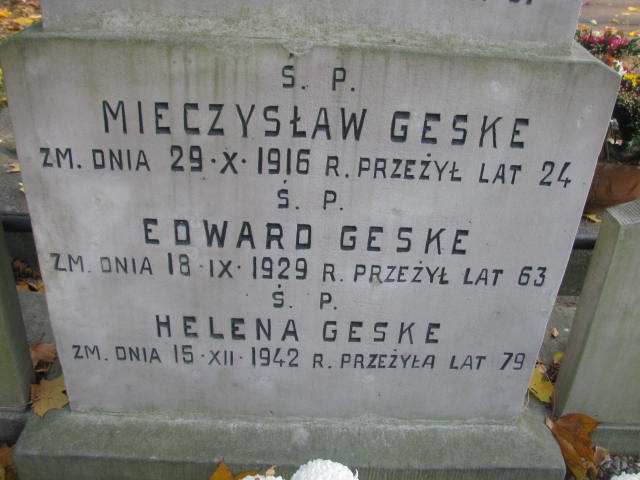 Ś. P.
MIECZYSŁAW GESKE
ZM. DNIA 29·X·1916 R. PRZEŻYŁ LAT 24
Ś. P.
EDWARD GESKE
ZM. DNIA 18·IX·1929 R. PRZEŻYŁ LAT 63
Ś. P.
HELENA GESKE
ZM. DNIA 15·XII·1942 R. PRZEŻYŁA LAT 79